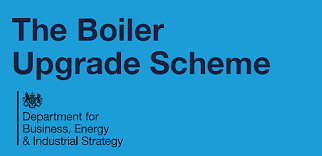 The Boiler
Upgrade Scheme
Department for
Business, Energy
& Industrial Strategy